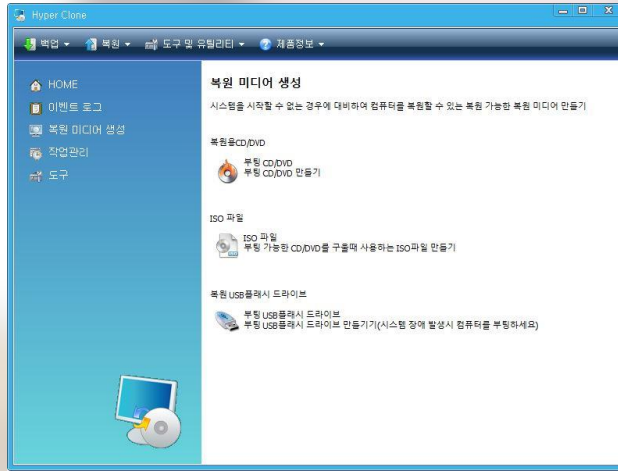 Hyper Clone
백업 복원 도구 및 유틸리티 제품정보
HOME
이벤트 로그
복원 미디어 생성
작업관리
도구
복원 미디어 생성
시스템을 시작할 수 없는 경우에 대비하여 컴퓨터를 복원할 수 있는 복원 가능한 복원 미디어 만들기
복원용CD/DVD
부팅 CD/DVD
부팅 CD/DVD 만들기
ISO 파일
ISO 파일
부팅 가능한 CD/DVD를 구울때 사용하는 ISO파일 만들기
복원 USB플래시 드라이브
부팅 USB플래시 드라이브
부팅 USB플래시 드라이브 만들기기(시스템 장애 발생시 컴퓨터를 부팅하세요)